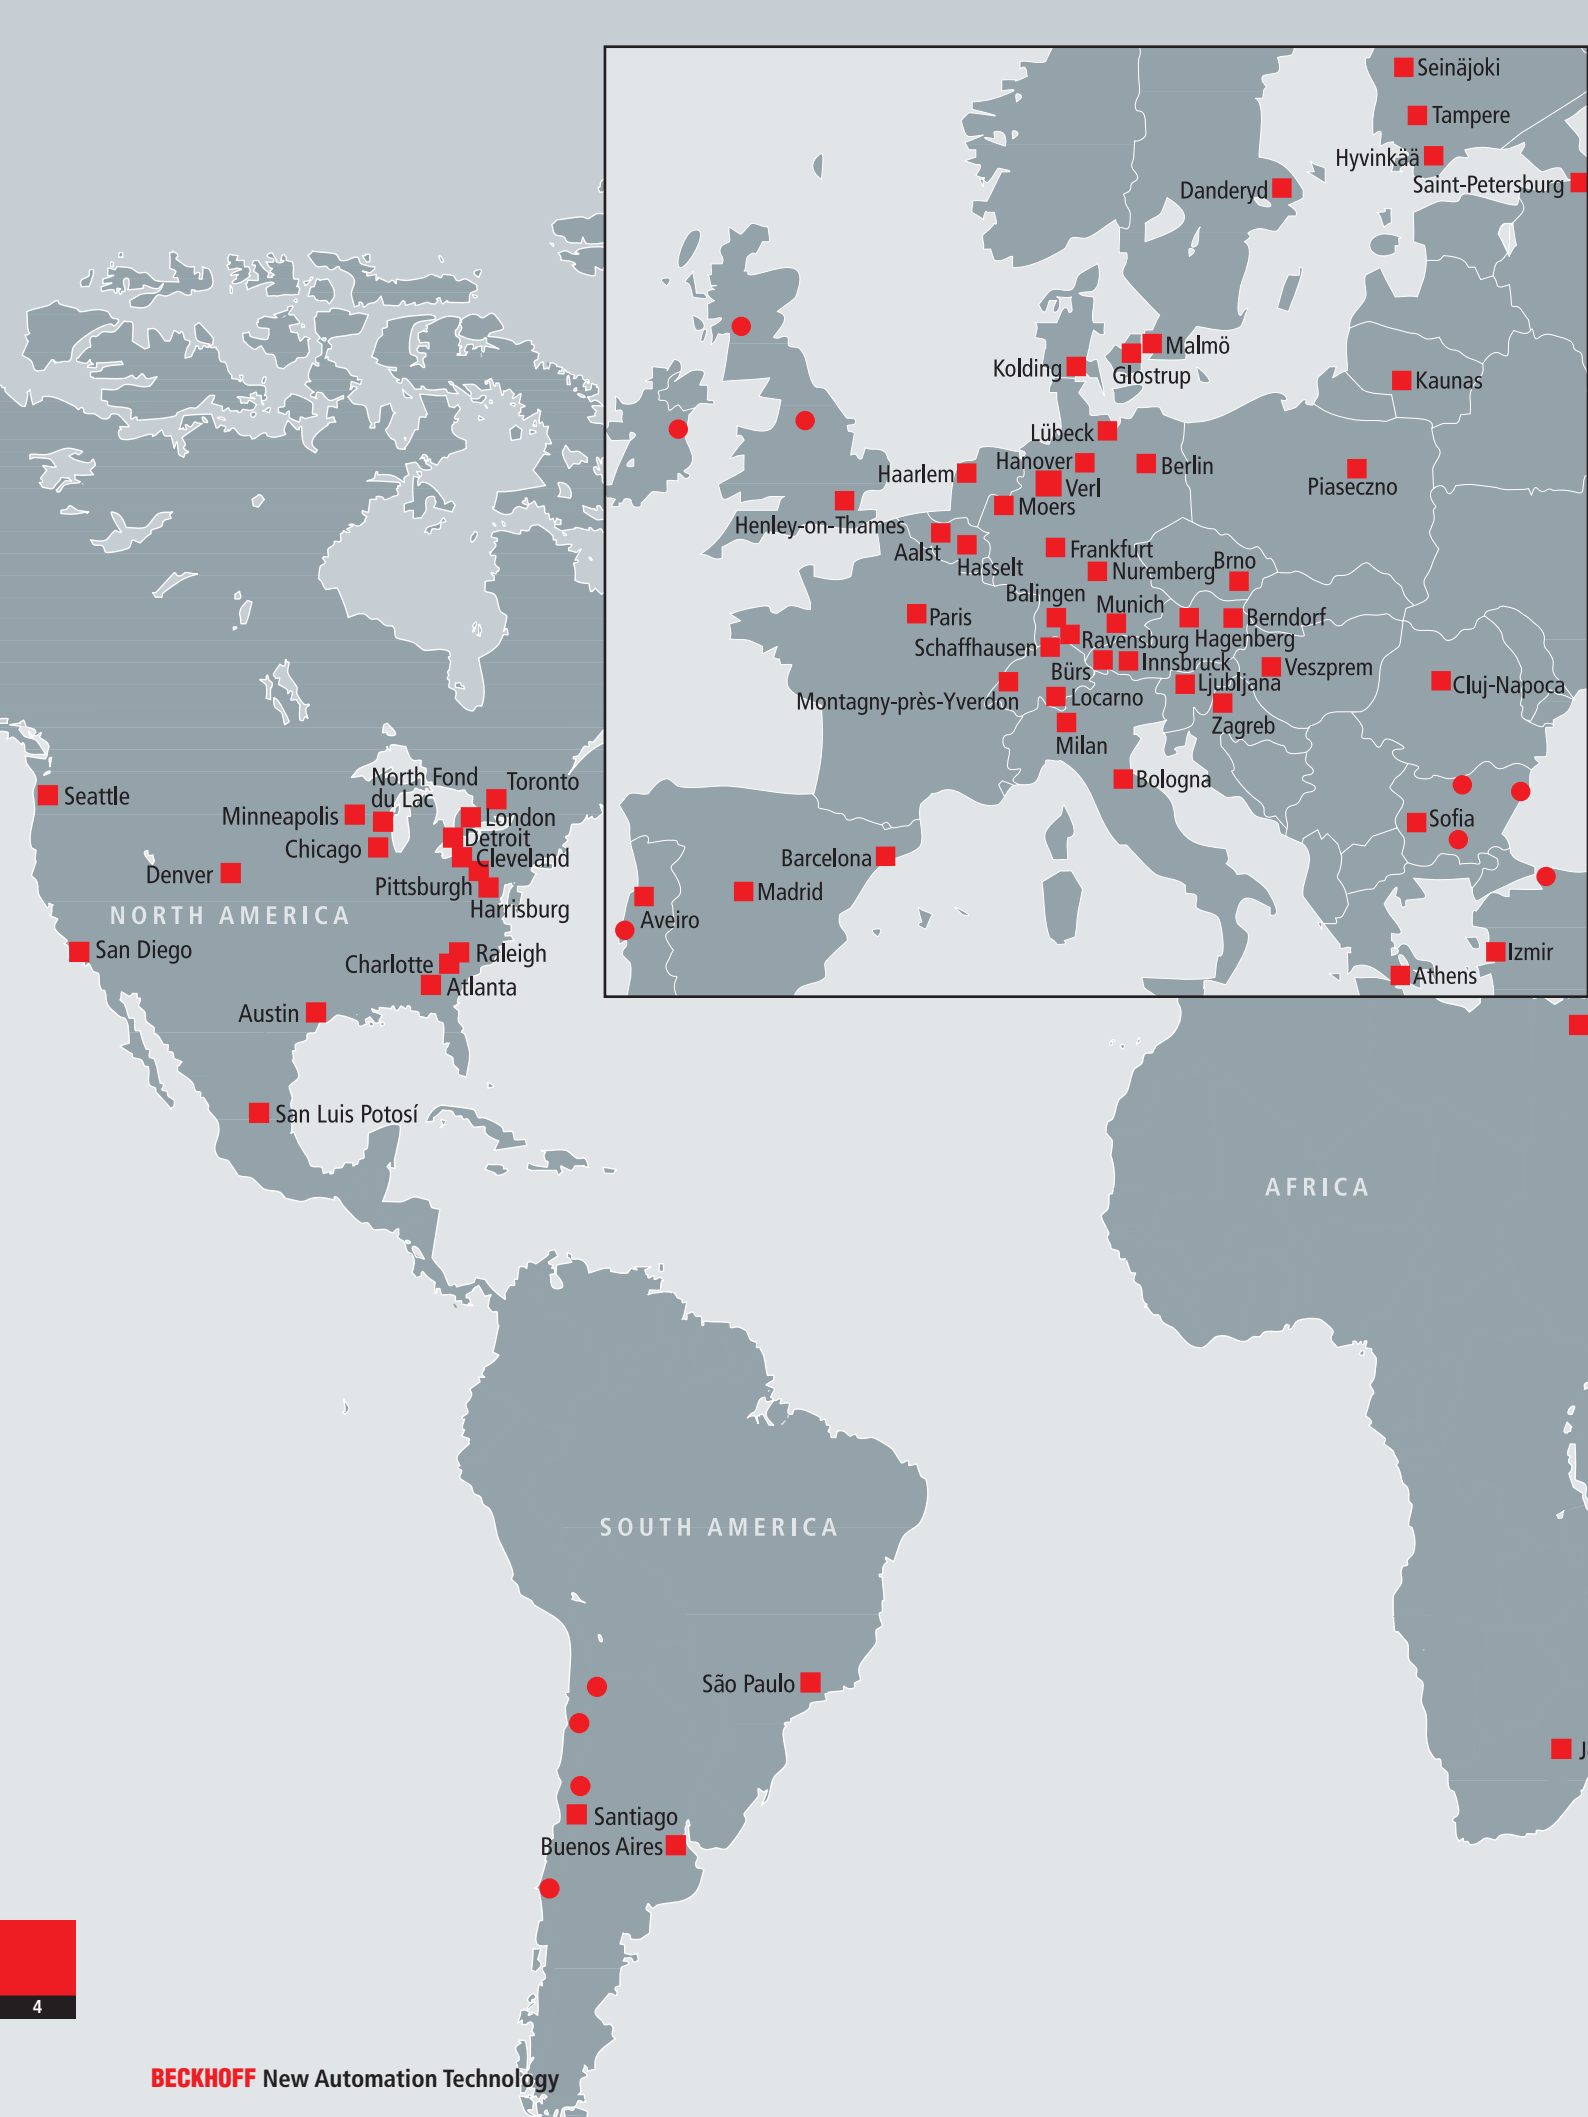 Seinäjoki
Tampere
Hyvinkää
Saint-Petersburg
Danderyd
Malmö
Kolding
Glostrup
Kaunas
Lübeck
Hanover
Berlin
Haarlem
Verl
Piaseczno
Moers
Henley-on-Thames
Aalst
Frankfurt
Hasselt
Nuremberg
Brno
Balingen
Munich
Paris
Berndorf
Schaffhausen
Ravensburg
Hagenberg
Bürs
Innsbruck
Veszprem
Ljubljana
Cluj-Napoca
Montagny-près-Yverdon
Locarno
Zagreb
Milan
Bologna
Sofia
Barcelona
Madrid
Aveiro
Izmir
Athens
North Fond
du Lac
Toronto
Seattle
Minneapolis
London
Detroit
Chicago
Cleveland
Denver
Pittsburgh
Harrisburg
NORTH AMERICA
San Diego
Raleigh
Charlotte
Atlanta
Austin
San Luis Potosí
AFRICA
SOUTH AMERICA
São Paulo
Santiago
Buenos Aires
4
BECKHOFF New Automation Technology